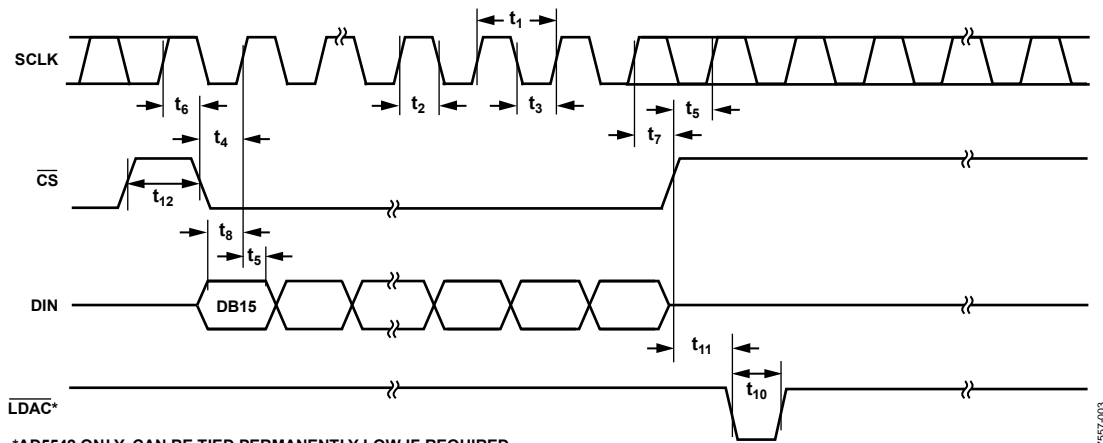 t1
SCLK
t6
t2
t3
t5
t4
t7
CS
t12
t8
t5
DIN
DB15
t11
t10
LDAC*
*AD5542 ONLY. CAN BE TIED PERMANENTLY LOW IF REQUIRED.